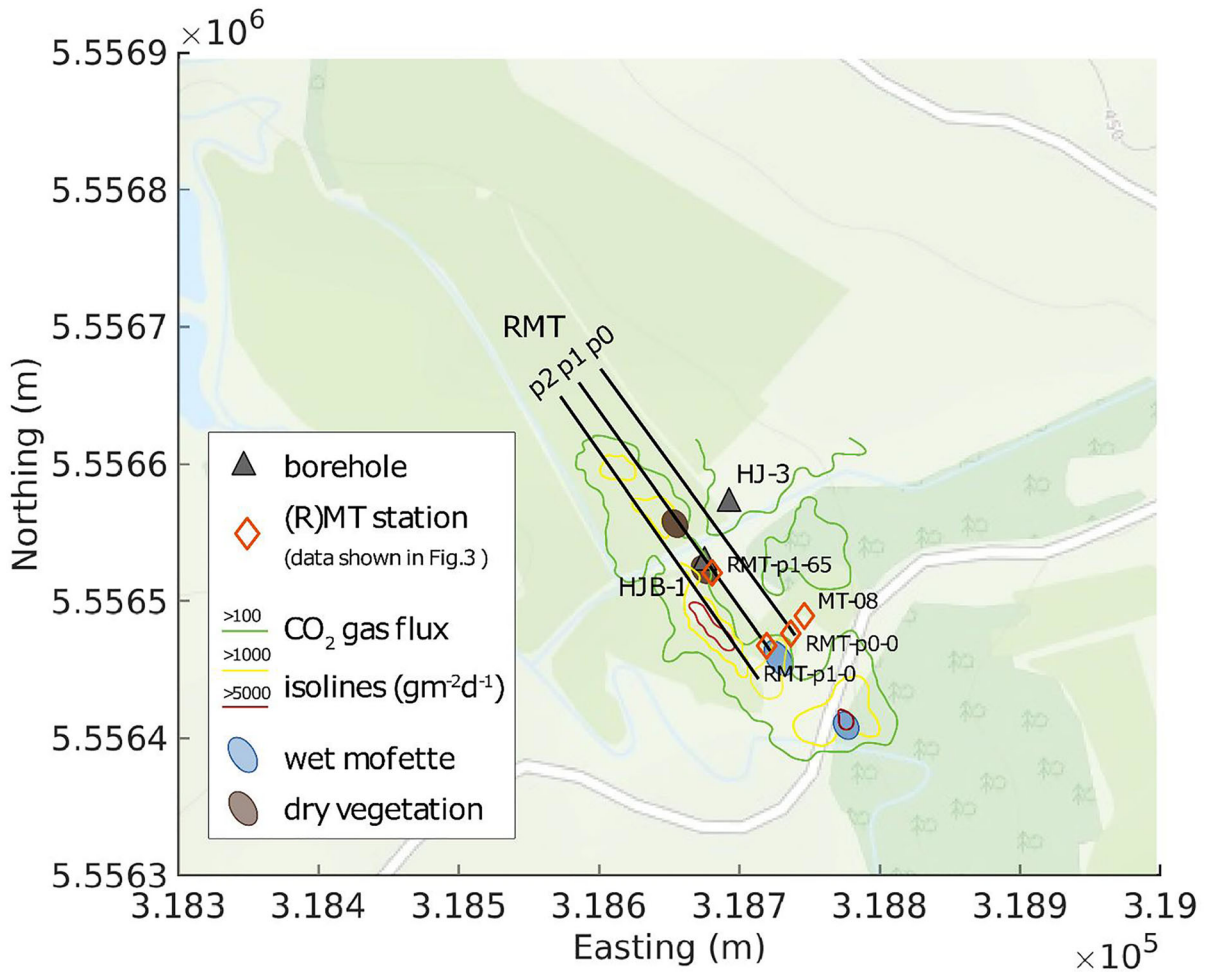 ×10⁶
5.5569
5.5568
5.5567
5.5566
5.5565
5.5564
5.5563
Northing (m)
450
RMT
p2 p1 p0
HJ-3
RMT-p1-65
HJB-1
MT-08
RMT-p0-0
RMT-p1-0
borehole
(R)MT station
(data shown in Fig.3 )
>100
CO₂ gas flux
>1000
isolines (gm⁻²d⁻¹)
>5000
wet mofette
dry vegetation
3.183 3.184 3.185 3.186 3.187 3.188 3.189 3.19
Easting (m)
×10⁵